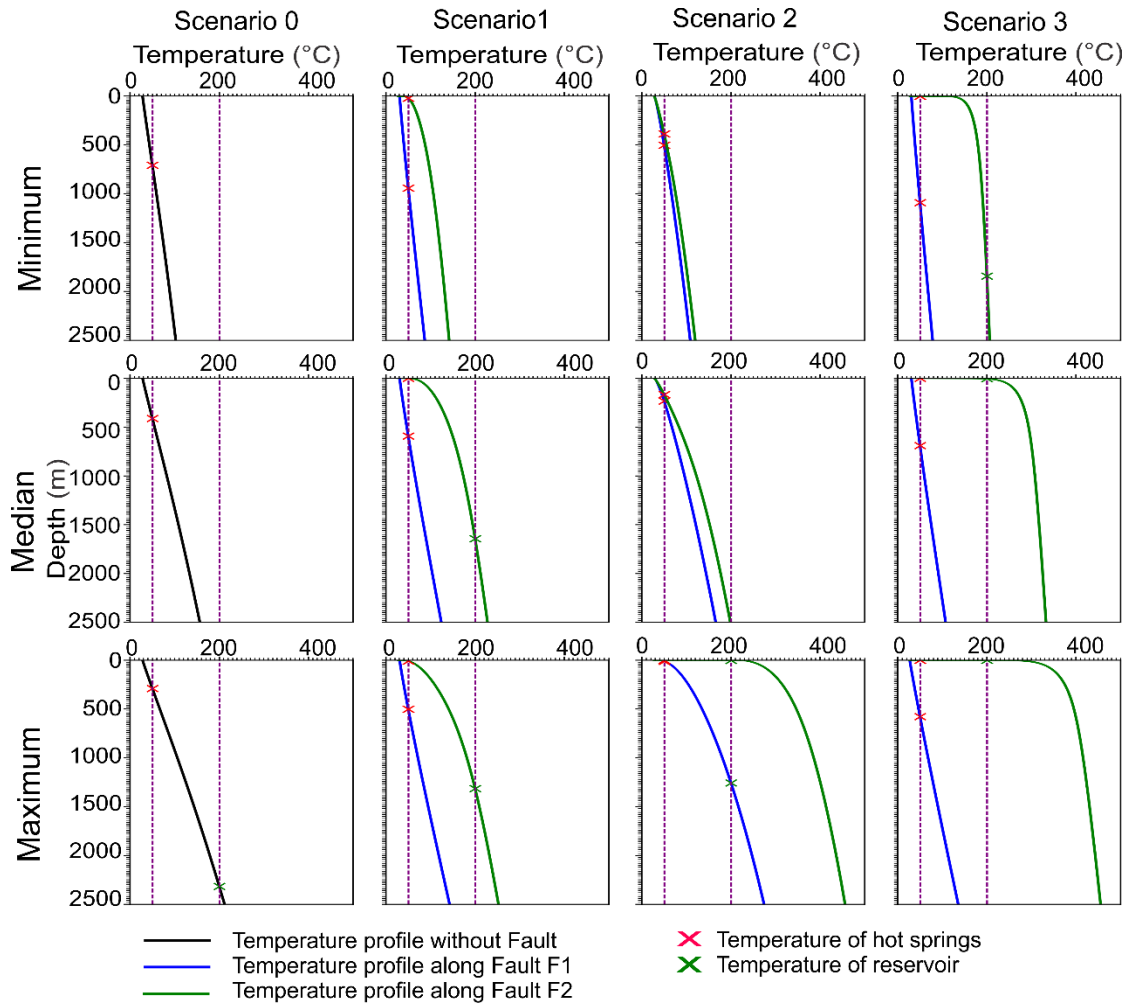 Scenario 0 Scenario1 Scenario 2 Scenario 3
Temperature (°C) Temperature (°C) Temperature (°C) Temperature (°C)
0 200 400 0 200 400 0 200 400 0 200 400
Minimum
0
500
1000
1500
2000
2500
0 200 400 0 200 400 0 200 400 0 200 400
Median
Depth (m)
0
500
1000
1500
2000
2500
0 200 400 0 200 400 0 200 400 0 200 400
Maximum
0
500
1000
1500
2000
2500
Temperature profile without Fault
Temperature profile along Fault F1
Temperature profile along Fault F2
Temperature of hot springs
Temperature of reservoir